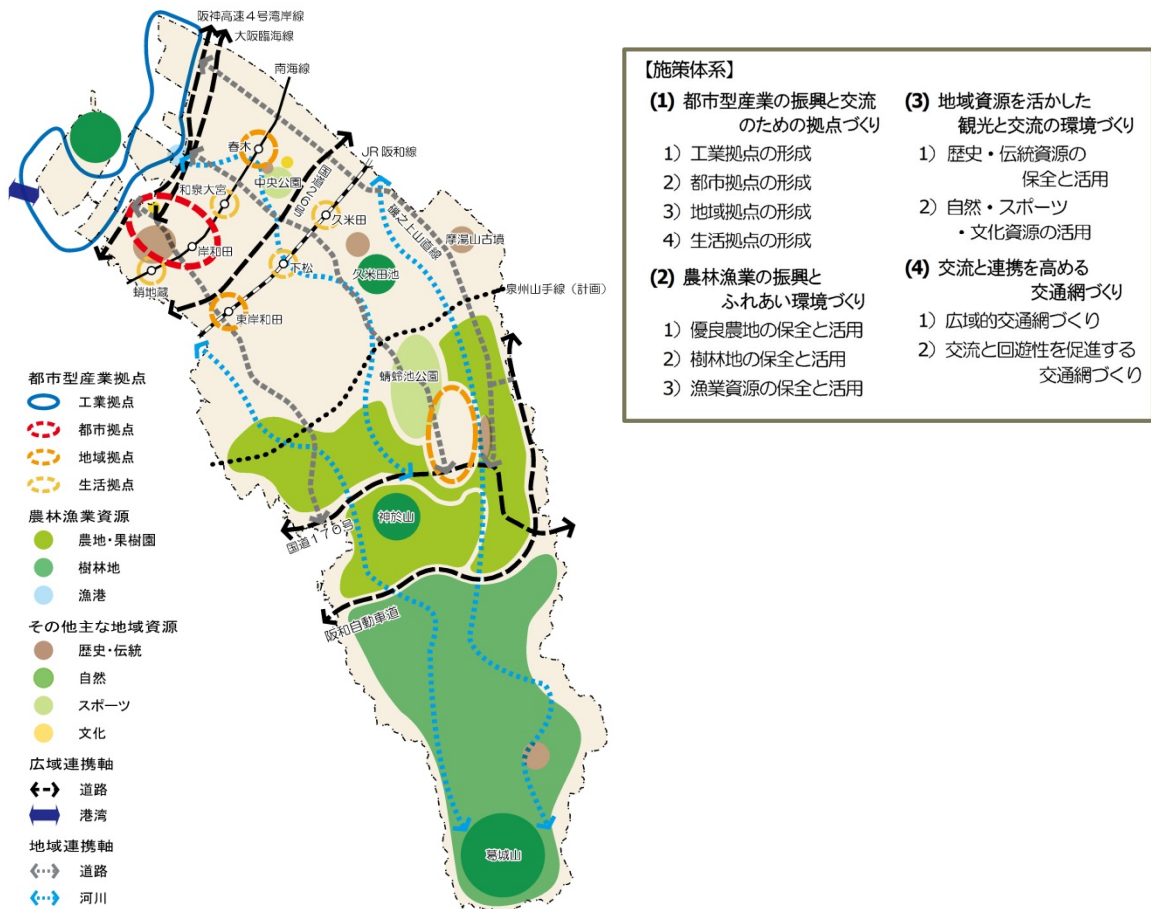 阪神高速4号湾岸線
大阪臨海線
南海線
春木
JR阪和線
中央公園
国道26号
和泉大宮
久米田
磯之上山直線
摩湯山古墳
岸和田
下松
久米田池
蛸地蔵
泉州山手線（計画）
東岸和田
蜻蛉池公園
神於山
国道170号
阪和自動車道
葛城山
都市型産業拠点
工業拠点
都市拠点
地域拠点
生活拠点
農林漁業資源
農地・果樹園
樹林地
漁港
その他主な地域資源
歴史・伝統
自然
スポーツ
文化
広域連携軸
道路
港湾
地域連携軸
道路
河川
【施策体系】
(1) 都市型産業の振興と交流
のための拠点づくり
1）工業拠点の形成
2）都市拠点の形成
3）地域拠点の形成
4）生活拠点の形成
(2) 農林漁業の振興と
ふれあい環境づくり
1）優良農地の保全と活用
2）樹林地の保全と活用
3）漁業資源の保全と活用
(3) 地域資源を活かした
観光と交流の環境づくり
1）歴史・伝統資源の
保全と活用
2）自然・スポーツ
・文化資源の活用
(4) 交流と連携を高める
交通網づくり
1）広域的交通網づくり
2）交流と回遊性を促進する
交通網づくり